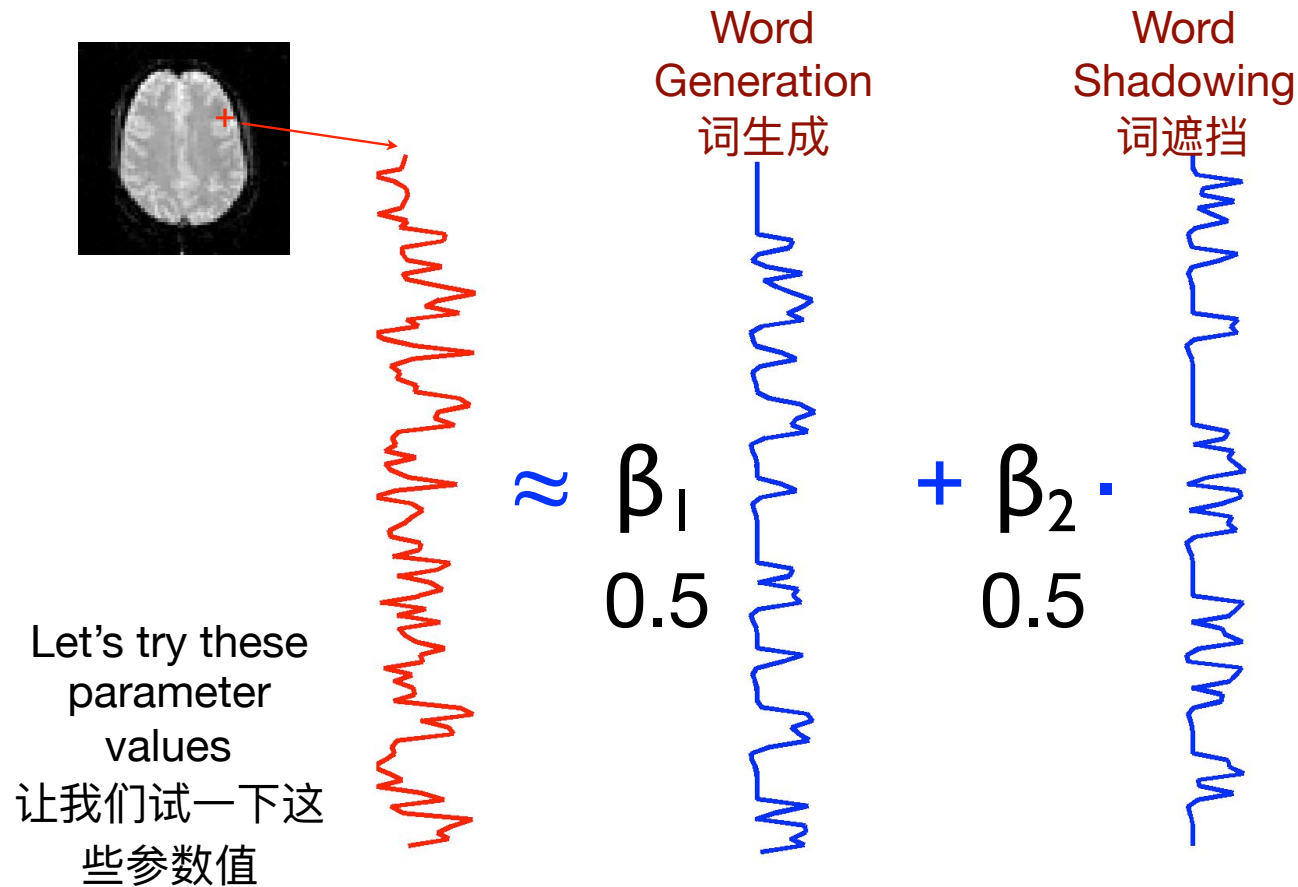 Word
Generation
词生成
Word
Shadowing
词遮挡
≈ β₁ + β₂ ·
0.5 0.5
Let’s try these
parameter
values
让我们试一下这
些参数值